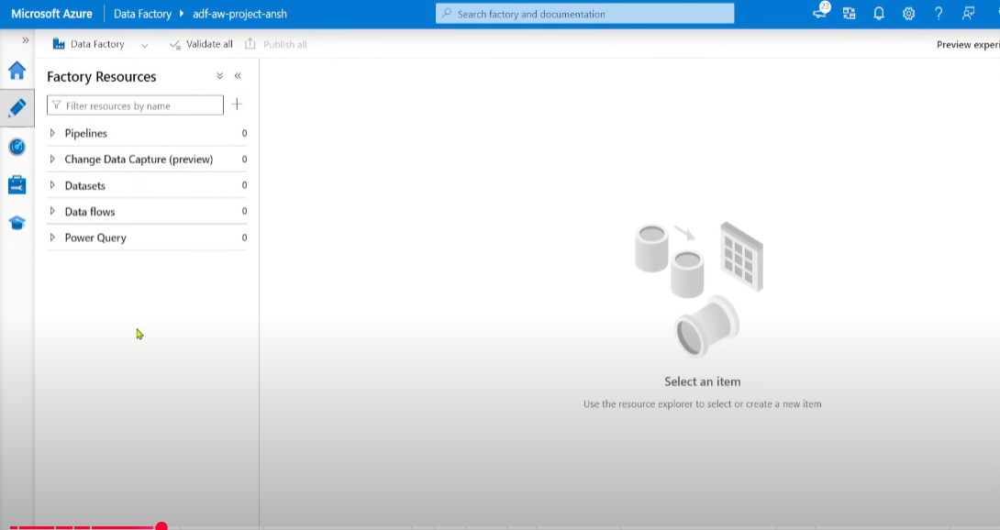 Microsoft Azure Data Factory adf-aw-project-ansh Search factory and documentation 23
Data Factory Validate all Publish all Preview experi
Factory Resources
Filter resources by name
Pipelines 0
Change Data Capture (preview) 0
Datasets 0
Data flows 0
Power Query 0
Select an item
Use the resource explorer to select or create a new item